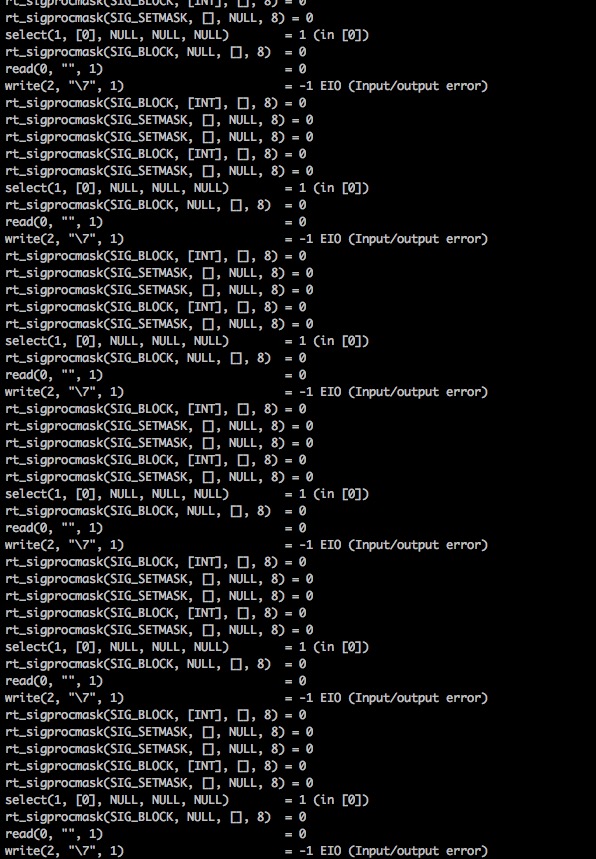 rt_sigprocmask(SIG_BLOCK, [INT], [], 8) = 0
rt_sigprocmask(SIG_SETMASK, [], NULL, 8) = 0
select(1, [0], NULL, NULL, NULL)        = 1 (in [0])
rt_sigprocmask(SIG_BLOCK, NULL, [], 8)  = 0
read(0, "", 1)                          = 0
write(2, "\7", 1)                       = -1 EIO (Input/output error)
rt_sigprocmask(SIG_BLOCK, [INT], [], 8) = 0
rt_sigprocmask(SIG_SETMASK, [], NULL, 8) = 0
rt_sigprocmask(SIG_SETMASK, [], NULL, 8) = 0
rt_sigprocmask(SIG_BLOCK, [INT], [], 8) = 0
rt_sigprocmask(SIG_SETMASK, [], NULL, 8) = 0
select(1, [0], NULL, NULL, NULL)        = 1 (in [0])
rt_sigprocmask(SIG_BLOCK, NULL, [], 8)  = 0
read(0, "", 1)                          = 0
write(2, "\7", 1)                       = -1 EIO (Input/output error)
rt_sigprocmask(SIG_BLOCK, [INT], [], 8) = 0
rt_sigprocmask(SIG_SETMASK, [], NULL, 8) = 0
rt_sigprocmask(SIG_SETMASK, [], NULL, 8) = 0
rt_sigprocmask(SIG_BLOCK, [INT], [], 8) = 0
rt_sigprocmask(SIG_SETMASK, [], NULL, 8) = 0
select(1, [0], NULL, NULL, NULL)        = 1 (in [0])
rt_sigprocmask(SIG_BLOCK, NULL, [], 8)  = 0
read(0, "", 1)                          = 0
write(2, "\7", 1)                       = -1 EIO (Input/output error)
rt_sigprocmask(SIG_BLOCK, [INT], [], 8) = 0
rt_sigprocmask(SIG_SETMASK, [], NULL, 8) = 0
rt_sigprocmask(SIG_SETMASK, [], NULL, 8) = 0
rt_sigprocmask(SIG_BLOCK, [INT], [], 8) = 0
rt_sigprocmask(SIG_SETMASK, [], NULL, 8) = 0
select(1, [0], NULL, NULL, NULL)        = 1 (in [0])
rt_sigprocmask(SIG_BLOCK, NULL, [], 8)  = 0
read(0, "", 1)                          = 0
write(2, "\7", 1)                       = -1 EIO (Input/output error)
rt_sigprocmask(SIG_BLOCK, [INT], [], 8) = 0
rt_sigprocmask(SIG_SETMASK, [], NULL, 8) = 0
rt_sigprocmask(SIG_SETMASK, [], NULL, 8) = 0
rt_sigprocmask(SIG_BLOCK, [INT], [], 8) = 0
rt_sigprocmask(SIG_SETMASK, [], NULL, 8) = 0
select(1, [0], NULL, NULL, NULL)        = 1 (in [0])
rt_sigprocmask(SIG_BLOCK, NULL, [], 8)  = 0
read(0, "", 1)                          = 0
write(2, "\7", 1)                       = -1 EIO (Input/output error)
rt_sigprocmask(SIG_BLOCK, [INT], [], 8) = 0
rt_sigprocmask(SIG_SETMASK, [], NULL, 8) = 0
rt_sigprocmask(SIG_SETMASK, [], NULL, 8) = 0
rt_sigprocmask(SIG_BLOCK, [INT], [], 8) = 0
rt_sigprocmask(SIG_SETMASK, [], NULL, 8) = 0
select(1, [0], NULL, NULL, NULL)        = 1 (in [0])
rt_sigprocmask(SIG_BLOCK, NULL, [], 8)  = 0
read(0, "", 1)                          = 0
write(2, "\7", 1)                       = -1 EIO (Input/output error)